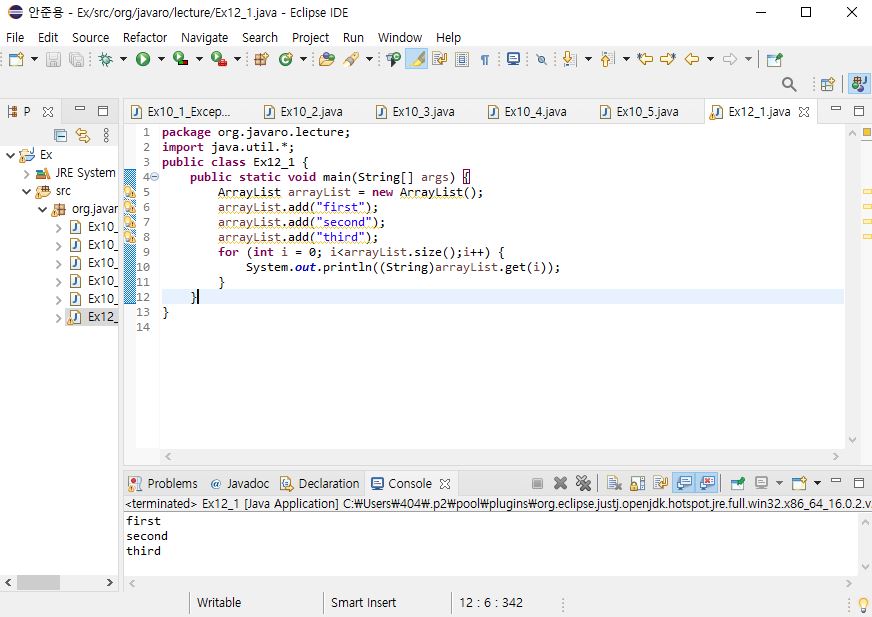 안준용 - Ex/src/org/javaro/lecture/Ex12_1.java - Eclipse IDE
File Edit Source Refactor Navigate Search Project Run Window Help
P
Ex10_1_Excep... Ex10_2.java Ex10_3.java Ex10_4.java Ex10_5.java Ex12_1.java
Ex
JRE System
src
org.javar
Ex10_
Ex10_
Ex10_
Ex10_
Ex10_
Ex12_
1 package org.javaro.lecture;
2 import java.util.*;
3 public class Ex12_1 {
4 public static void main(String[] args) {
5 ArrayList arrayList = new ArrayList();
6 arrayList.add("first");
7 arrayList.add("second");
8 arrayList.add("third");
9 for (int i = 0; i<arrayList.size();i++) {
10 System.out.println((String)arrayList.get(i));
11 }
12 }
13 }
14
Problems @ Javadoc Declaration Console
<terminated> Ex12_1 [Java Application] C:₩Users₩404₩.p2₩pool₩plugins₩org.eclipse.justj.openjdk.hotspot.jre.full.win32.x86_64_16.0.2.v
first
second
third
Writable Smart Insert 12 : 6 : 342